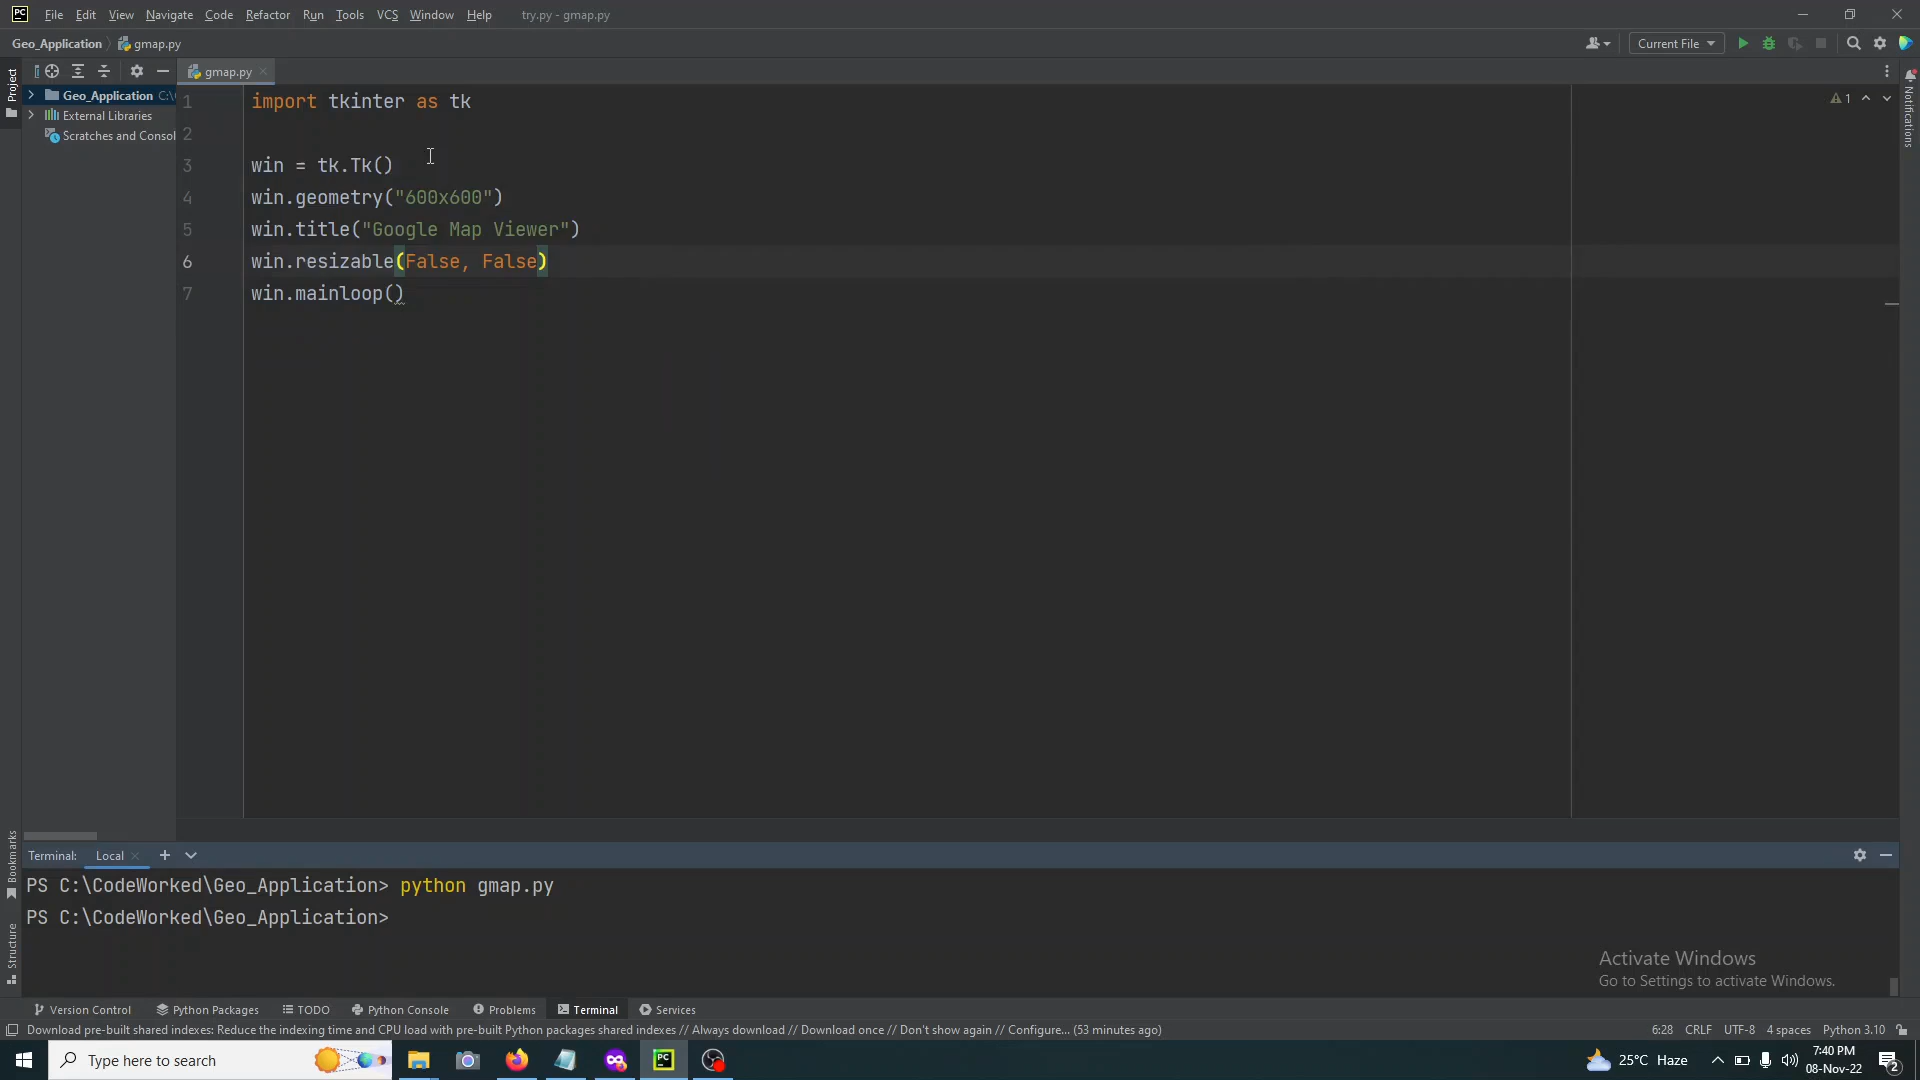 PC File Edit View Navigate Code Refactor Run Tools VCS Window Help try.py - gmap.py
Geo_Application gmap.py Current File
Project
gmap.py
Geo_Application C:\
External Libraries
Scratches and Consol
Notifications
1
1 import tkinter as tk
2
3 win = tk.Tk()
4 win.geometry("600x600")
5 win.title("Google Map Viewer")
6 win.resizable(False, False)
7 win.mainloop()
Bookmarks
Structure
Terminal: Local
PS C:\CodeWorked\Geo_Application> python gmap.py
PS C:\CodeWorked\Geo_Application>
Activate Windows
Go to Settings to activate Windows.
Version Control Python Packages TODO Python Console Problems Terminal Services
Download pre-built shared indexes: Reduce the indexing time and CPU load with pre-built Python packages shared indexes // Always download // Download once // Don't show again // Configure... (53 minutes ago) 6:28 CRLF UTF-8 4 spaces Python 3.10
Type here to search PC 25°C Haze 7:40 PM
08-Nov-22 2